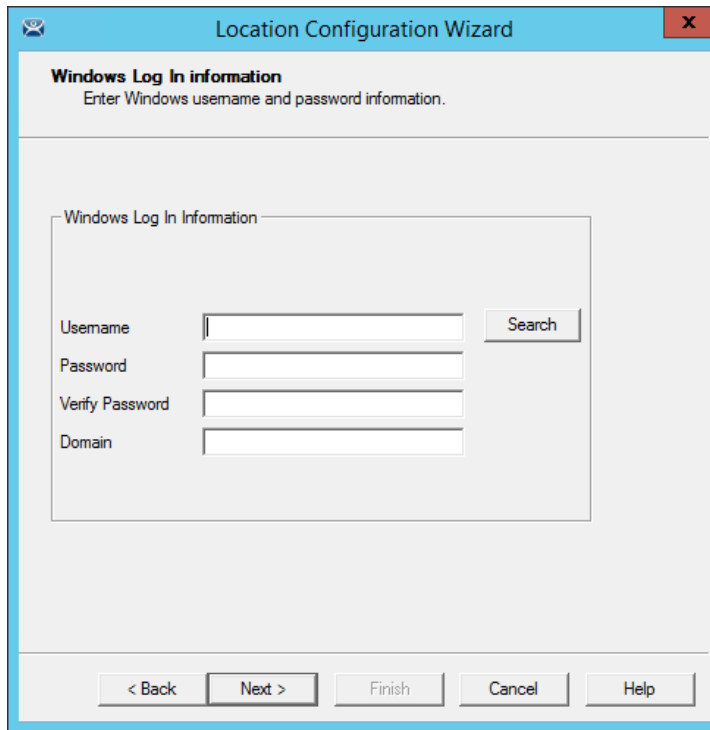 Location Configuration Wizard
x
Windows Log In information
Enter Windows username and password information.
Windows Log In Information
Username
Search
Password
Verify Password
Domain
< Back
Next >
Finish
Cancel
Help